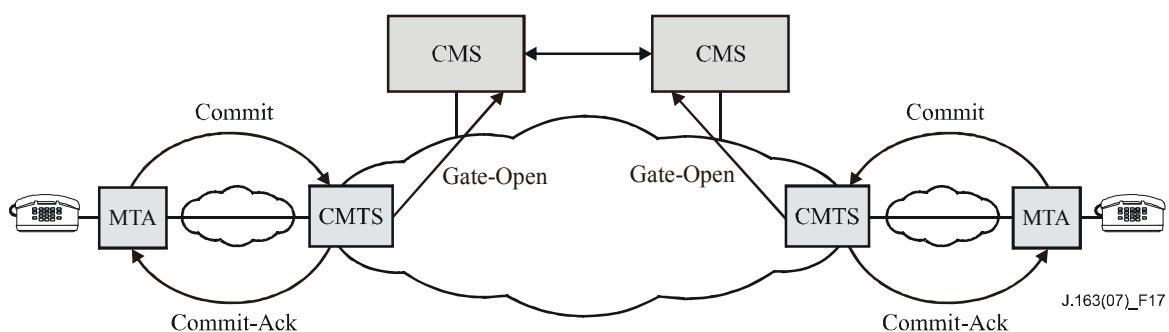 CMS
CMS
Commit
Commit
Gate-Open
Gate-Open
MTA
CMTS
CMTS
MTA
J.163(07)_F17
Commit-Ack
Commit-Ack